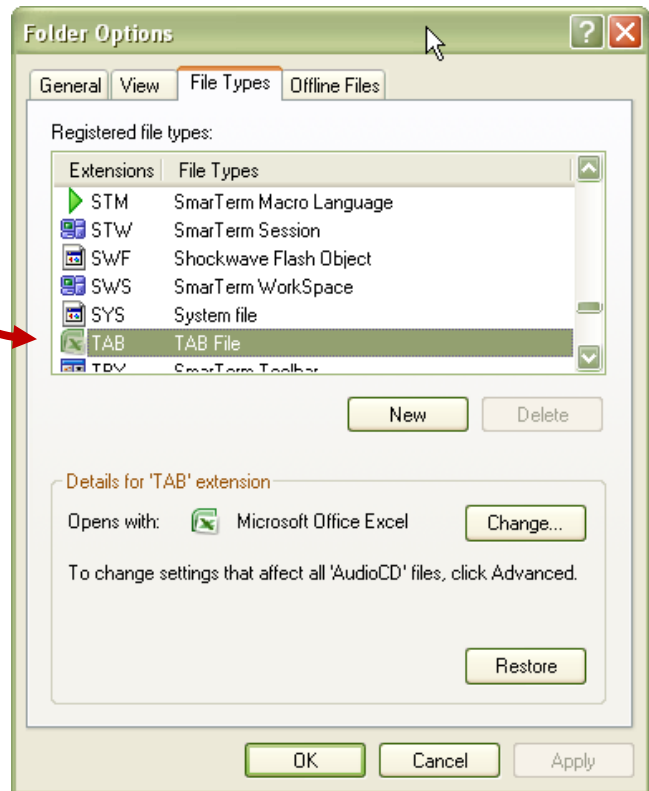 Folder Options
General View File Types Offline Files
Registered file types:
Extensions File Types
STM SmarTerm Macro Language
STW SmarTerm Session
SWF Shockwave Flash Object
SWS SmarTerm WorkSpace
SYS System file
TAB TAB File
SmarTerm Toolbar
New Delete
Details for 'TAB' extension
Opens with: Microsoft Office Excel Change...
To change settings that affect all 'AudioCD' files, click Advanced.
Restore
OK Cancel Apply